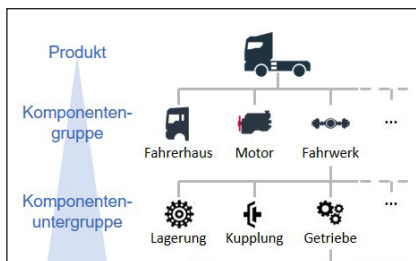 Produkt
Komponenten-
gruppe
Fahrerhaus Motor Fahrwerk ...
Komponenten-
untergruppe
Lagerung Kupplung Getriebe ...